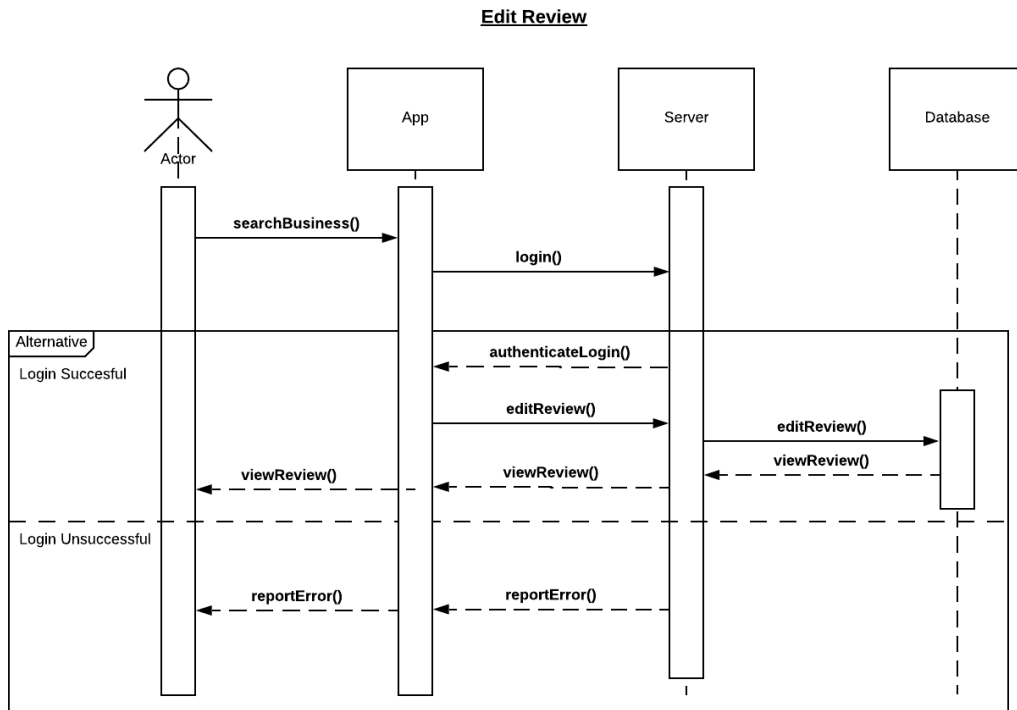 Edit Review
Actor
App
Server
Database
searchBusiness()
login()
Alternative
authenticateLogin()
Login Succesful
editReview()
editReview()
viewReview()
viewReview()
viewReview()
Login Unsuccessful
reportError()
reportError()